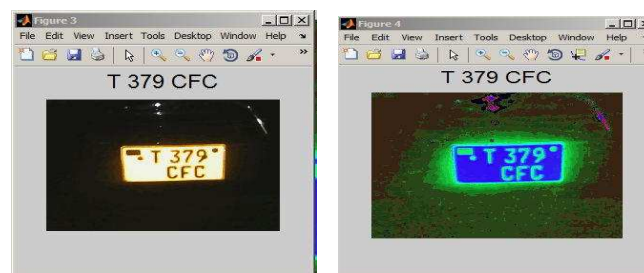 Figure 3
File Edit View Insert Tools Desktop Window Help
T 379 CFC
T 379
CFC
Figure 4
File Edit View Insert Tools Desktop Window Help
T 379 CFC
T 379
CFC